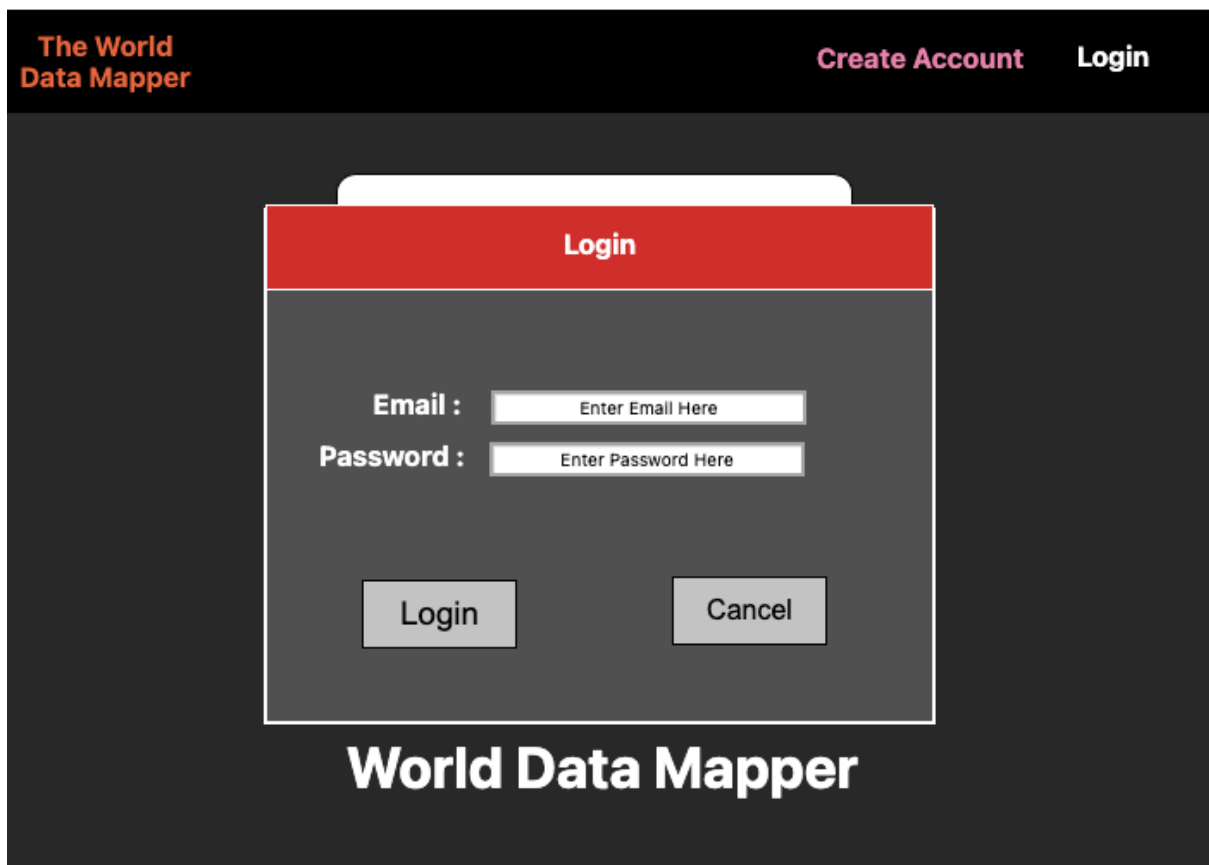 The World
Data Mapper
Create Account
Login
Login
Email :
Enter Email Here
Password :
Enter Password Here
Login
Cancel
World Data Mapper